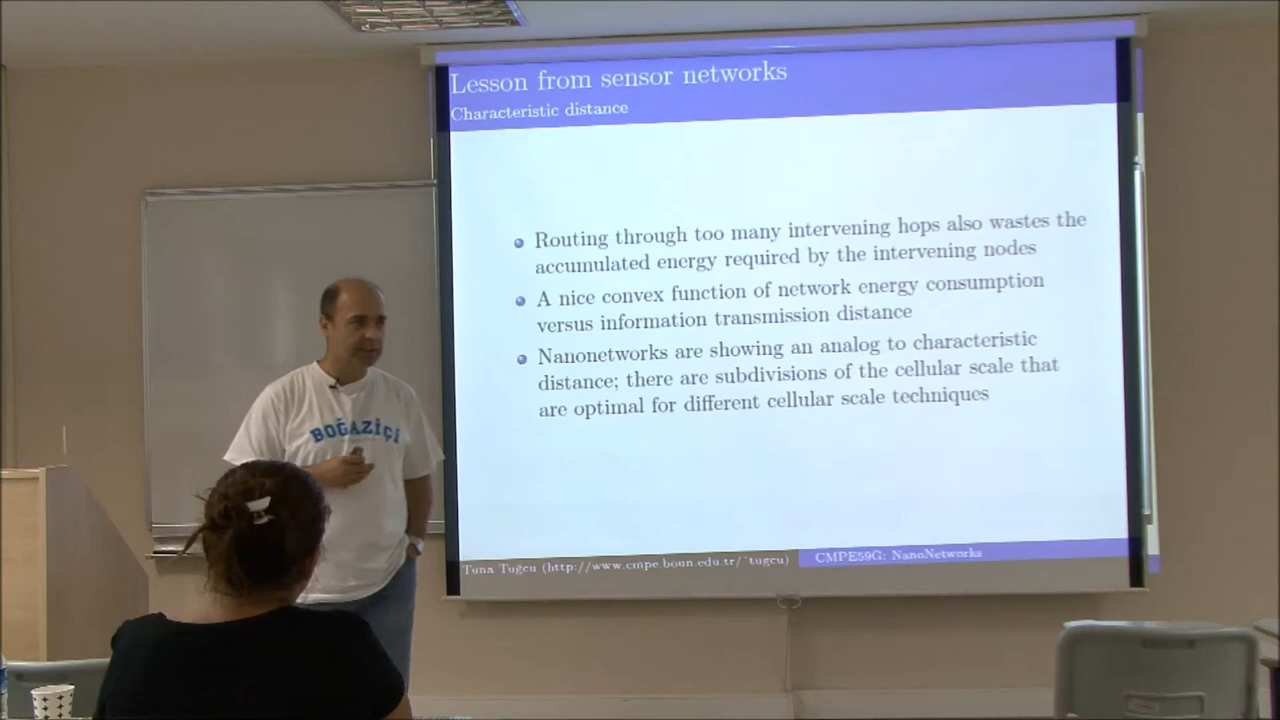 Lesson from sensor networks
Characteristic distance
Routing through too many intervening hops also wastes the
accumulated energy required by the intervening nodes
A nice convex function of network energy consumption
versus information transmission distance
Nanonetworks are showing an analog to characteristic
distance; there are subdivisions of the cellular scale that
are optimal for different cellular scale techniques
BOĞAZİÇİ
Tuna Tuğcu (http://www.cmpe.boun.edu.tr/~tugcu)
CMPE59G: NanoNetworks